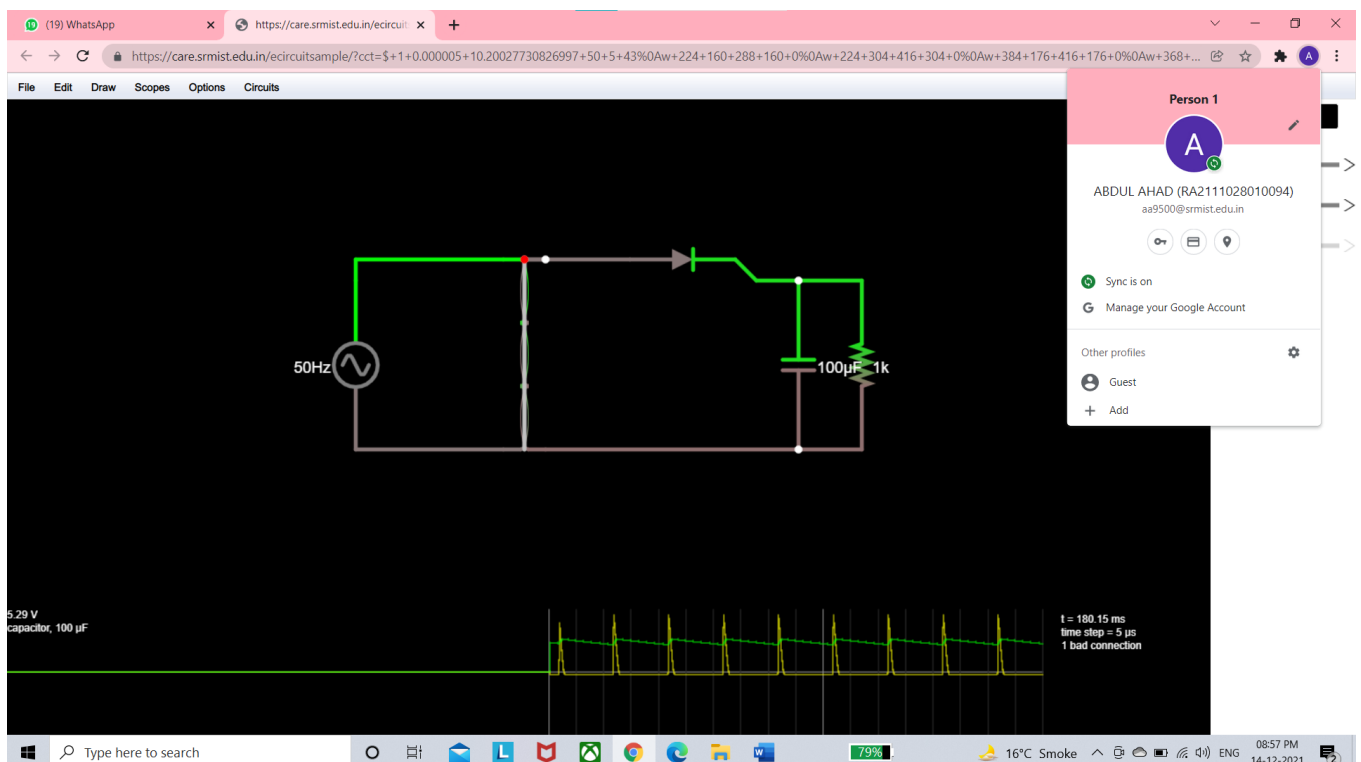 19 (19) WhatsApp
https://care.srmist.edu.in/ecircuit
https://care.srmist.edu.in/ecircuitsample/?cct=$+1+0.000005+10.20027730826997+50+5+43%0Aw+224+160+288+160+0%0Aw+224+304+416+304+0%0Aw+384+176+416+176+0%0Aw+368+...
A
File Edit Draw Scopes Options Circuits
Person 1
A
ABDUL AHAD (RA2111028010094)
aa9500@srmist.edu.in
Sync is on
G Manage your Google Account
Other profiles
Guest
Add
50Hz
100µF 1k
5.29 V
capacitor, 100 µF
t = 180.15 ms
time step = 5 µs
1 bad connection
Type here to search
L
79%
16°C Smoke
ENG
08:57 PM
14-12-2021
2